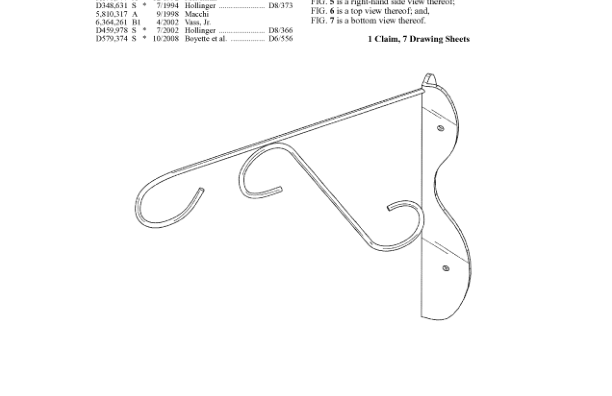 D348,631 S * 7/1994 Hollinger ..................... D8/373
5,810,317 A 9/1998 Macchi
6,364,261 B1 4/2002 Vass, Jr.
D459,978 S * 7/2002 Hollinger ..................... D8/366
D579,374 S * 10/2008 Boyette et al. ............... D6/556
FIG. 5 is a right-hand side view thereof;
FIG. 6 is a top view thereof; and,
FIG. 7 is a bottom view thereof.
1 Claim, 7 Drawing Sheets